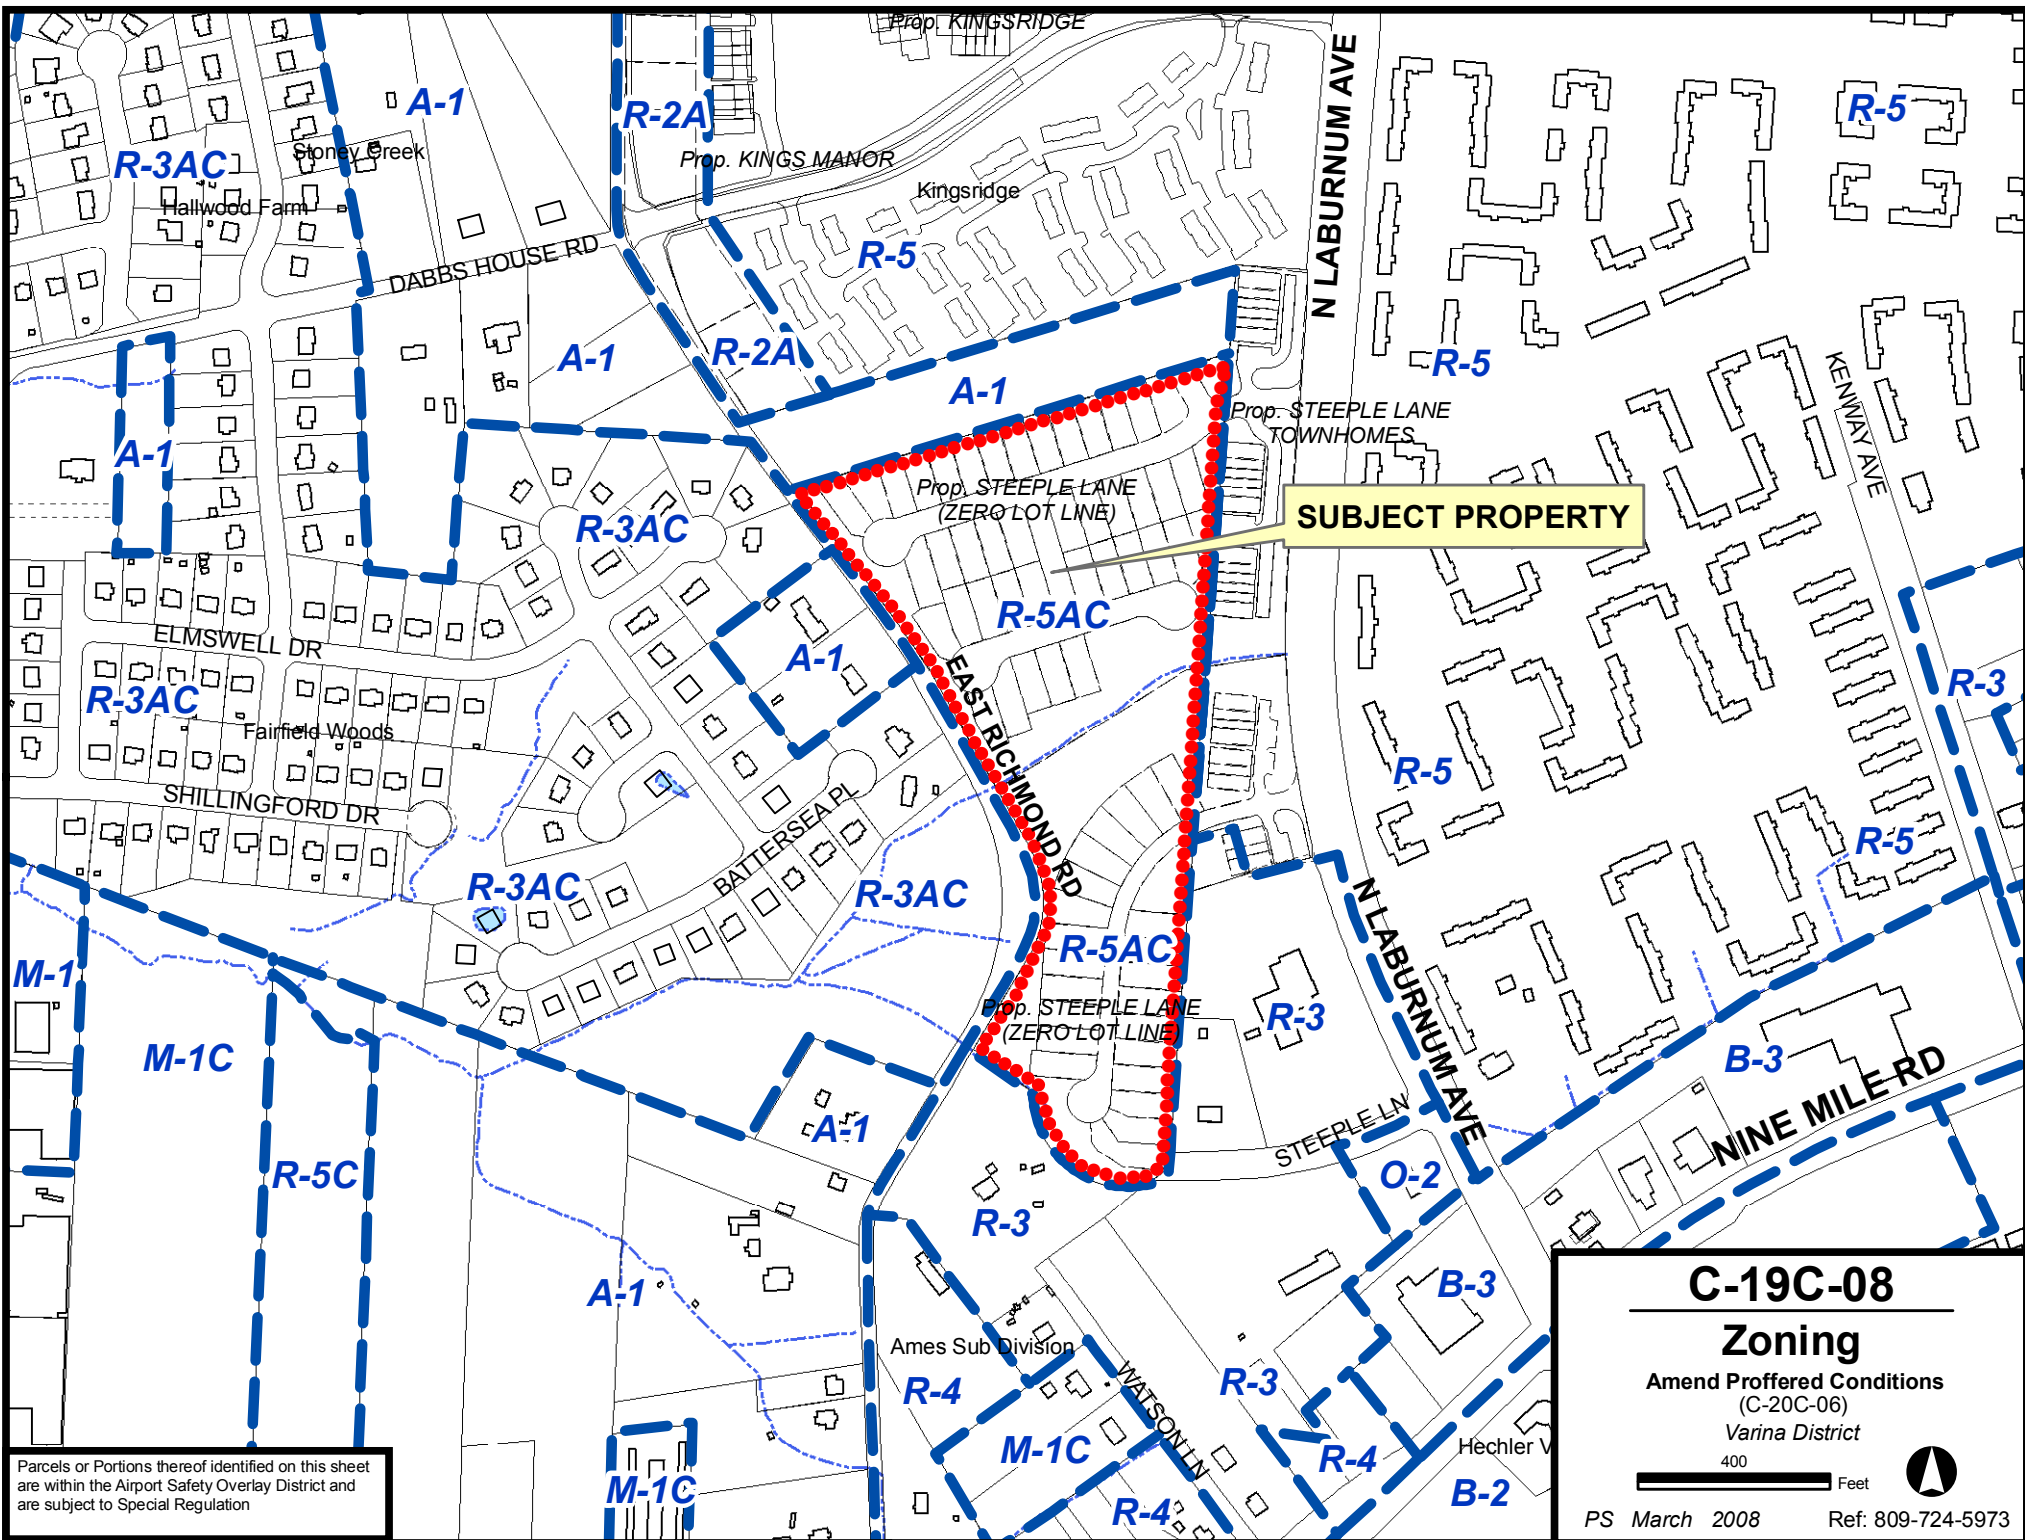 Prop. KINGSRIDGE
A-1
R-2A
N LABURNUM AVE
R-5
R-3AC
Stoney Creek
Prop. KINGS MANOR
Kingsridge
Hallwood Farm
DABBS HOUSE RD
R-5
A-1
R-2A
R-5
A-1
Prop. STEEPLE LANE
TOWNHOMES
KENWAY AVE
A-1
Prop. STEEPLE LANE
(ZERO LOT LINE)
SUBJECT PROPERTY
R-3AC
R-5AC
ELMSWELL DR
A-1
EAST RICHMOND RD
R-3
R-3AC
Fairfield Woods
R-5
SHILLINGFORD DR
BATTERSEA PL
R-5
R-3AC
R-3AC
N LABURNUM AVE
R-5AC
M-1
Prop. STEEPLE LANE
(ZERO LOT LINE)
R-3
M-1C
B-3
NINE MILE RD
A-1
STEEPLE LN
R-5C
O-2
R-3
A-1
B-3
Ames Sub Division
WATSON LN
R-4
R-3
M-1C
R-4
Hechler V
M-1C
B-2
R-4
C-19C-08
Zoning
Amend Proffered Conditions
(C-20C-06)
Varina District
400
Feet
PS March 2008 Ref: 809-724-5973
Parcels or Portions thereof identified on this sheet
are within the Airport Safety Overlay District and
are subject to Special Regulation